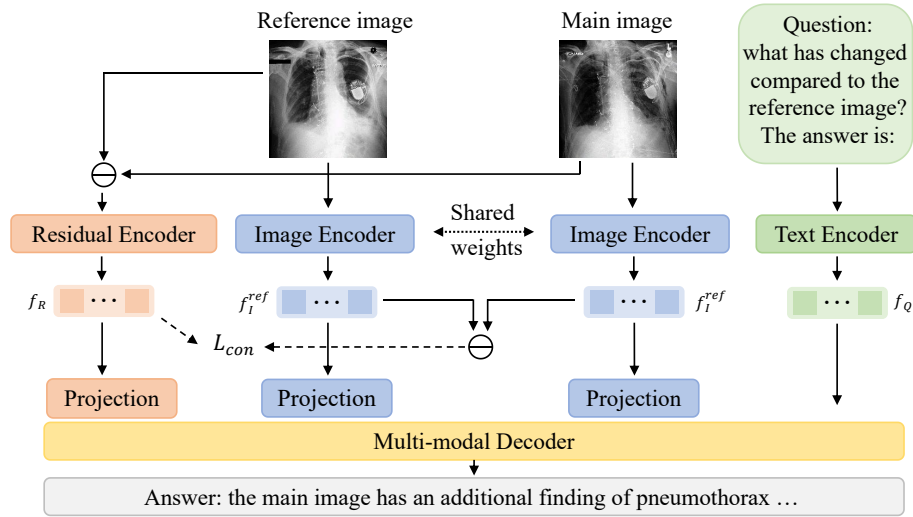 Reference image
Main image
Question:
what has changed
compared to the
reference image?
The answer is:
Residual Encoder
Image Encoder
Shared
weights
Image Encoder
Text Encoder
f_R
...
f_I^{ref}
...
...
f_I^{ref}
...
f_Q
L_{con}
Projection
Projection
Projection
Multi-modal Decoder
Answer: the main image has an additional finding of pneumothorax …